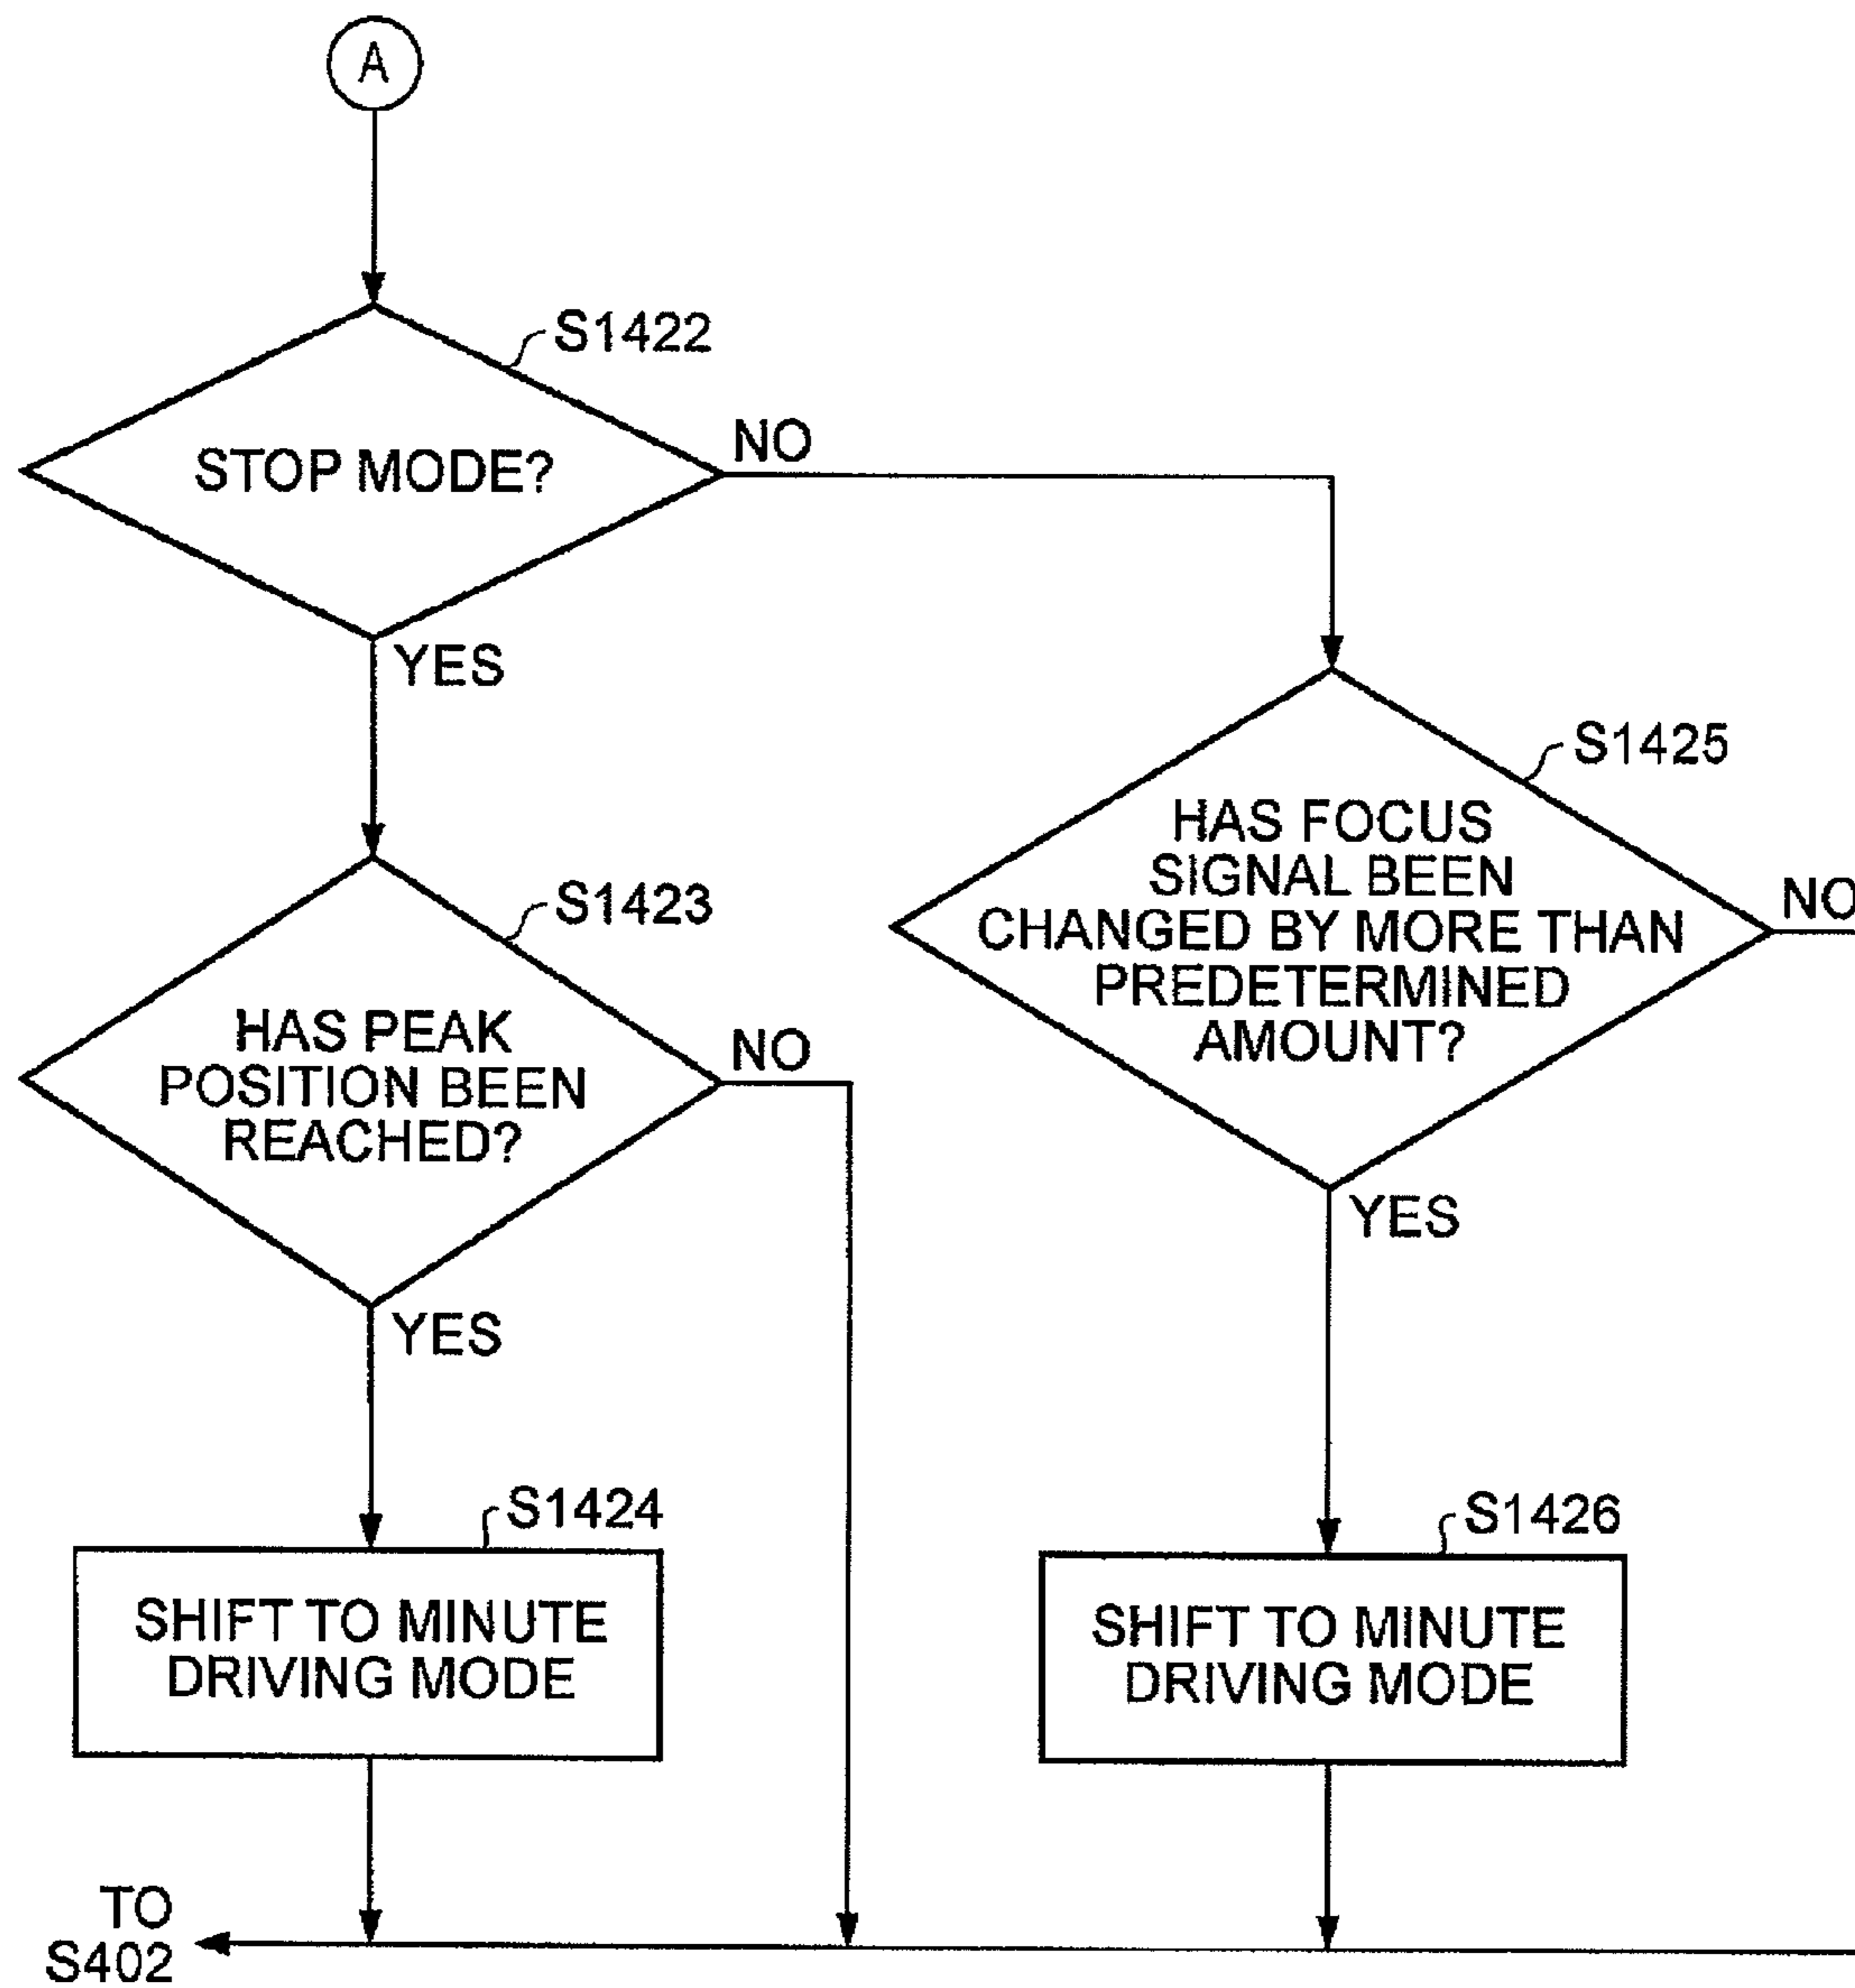 A
S1422
STOP MODE?
NO
YES
S1425
HAS FOCUS
SIGNAL BEEN
CHANGED BY MORE THAN
PREDETERMINED
AMOUNT?
NO
YES
S1423
HAS PEAK
POSITION BEEN
REACHED?
NO
YES
S1424
SHIFT TO MINUTE
DRIVING MODE
S1426
SHIFT TO MINUTE
DRIVING MODE
TO
S402